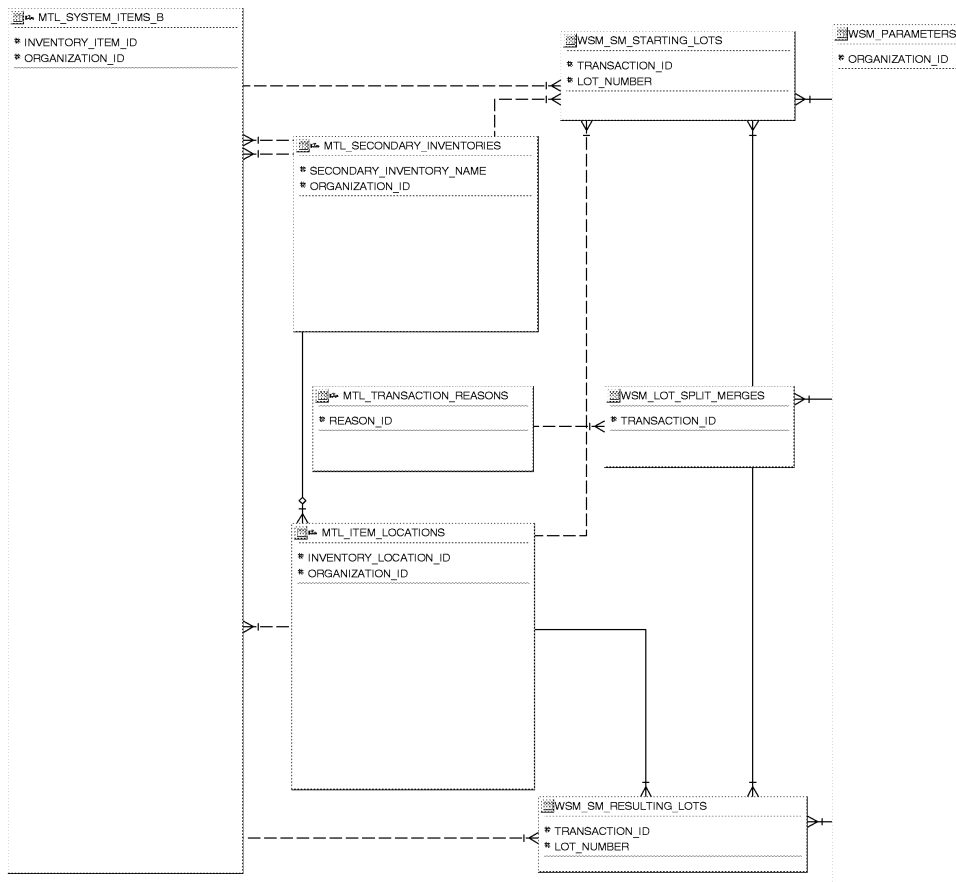 MTL_SYSTEM_ITEMS_B
# INVENTORY_ITEM_ID
# ORGANIZATION_ID
WSM_SM_STARTING_LOTS
# TRANSACTION_ID
# LOT_NUMBER
WSM_PARAMETERS
# ORGANIZATION_ID
MTL_SECONDARY_INVENTORIES
# SECONDARY_INVENTORY_NAME
# ORGANIZATION_ID
MTL_TRANSACTION_REASONS
# REASON_ID
WSM_LOT_SPLIT_MERGES
# TRANSACTION_ID
MTL_ITEM_LOCATIONS
# INVENTORY_LOCATION_ID
# ORGANIZATION_ID
WSM_SM_RESULTING_LOTS
# TRANSACTION_ID
# LOT_NUMBER